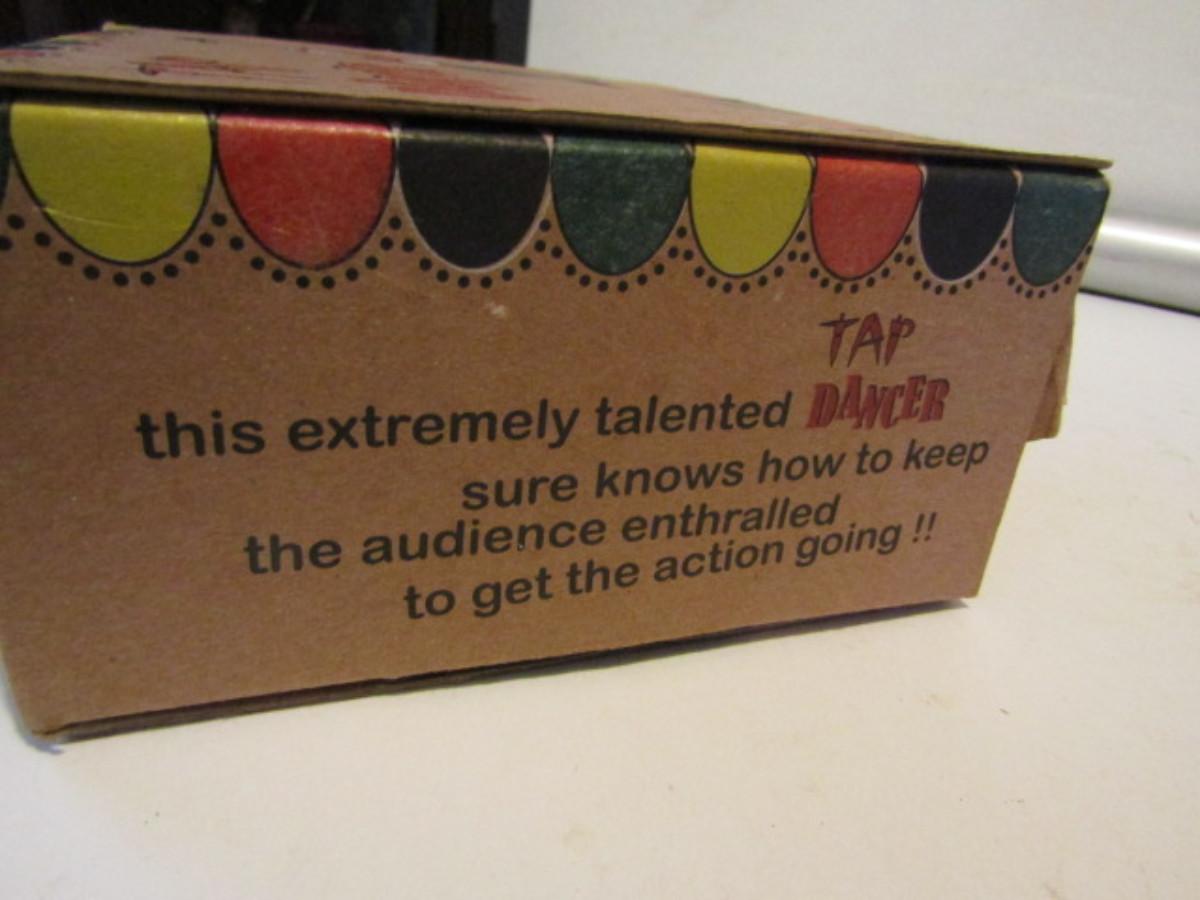 TAP
this extremely talented DANCER
sure knows how to keep
the audience enthralled
to get the action going !!